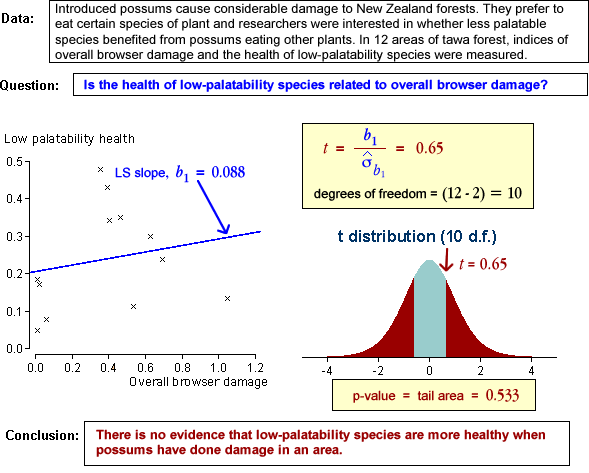 Data:
Introduced possums cause considerable damage to New Zealand forests. They prefer to
eat certain species of plant and researchers were interested in whether less palatable
species benefited from possums eating other plants. In 12 areas of tawa forest, indices of
overall browser damage and the health of low-palatability species were measured.
Question:
Is the health of low-palatability species related to overall browser damage?
Low palatability health
0.5
0.4
0.3
0.2
0.1
0.0
LS slope, b1 = 0.088
0.0 0.2 0.4 0.6 0.8 1.0 1.2
Overall browser damage
t = b1 / σ̂b1 = 0.65
degrees of freedom = (12 - 2) = 10
t distribution (10 d.f.)
t = 0.65
-4 -2 0 2 4
p-value = tail area = 0.533
Conclusion:
There is no evidence that low-palatability species are more healthy when
possums have done damage in an area.